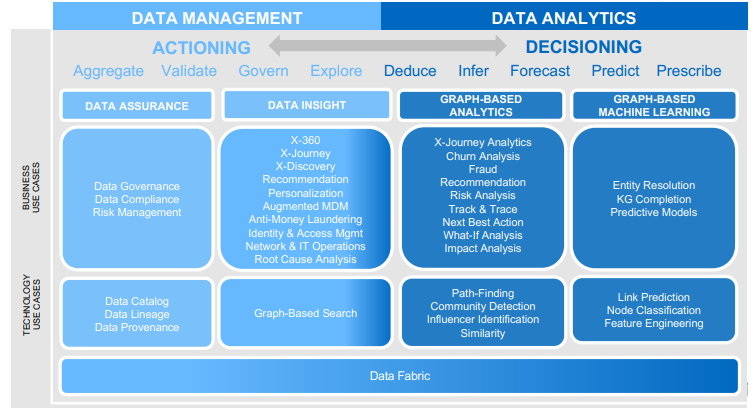 DATA MANAGEMENT
DATA ANALYTICS
ACTIONING
DECISIONING
Aggregate Validate Govern Explore Deduce Infer Forecast Predict Prescribe
DATA ASSURANCE
DATA INSIGHT
GRAPH-BASED
ANALYTICS
GRAPH-BASED
MACHINE LEARNING
BUSINESS
USE CASES
Data Governance
Data Compliance
Risk Management
X-360
X-Journey
X-Discovery
Recommendation
Personalization
Augmented MDM
Anti-Money Laundering
Identity & Access Mgmt
Network & IT Operations
Root Cause Analysis
X-Journey Analytics
Churn Analysis
Fraud
Recommendation
Risk Analysis
Track & Trace
Next Best Action
What-If Analysis
Impact Analysis
Entity Resolution
KG Completion
Predictive Models
TECHNOLOGY
USE CASES
Data Catalog
Data Lineage
Data Provenance
Graph-Based Search
Path-Finding
Community Detection
Influencer Identification
Similarity
Link Prediction
Node Classification
Feature Engineering
Data Fabric